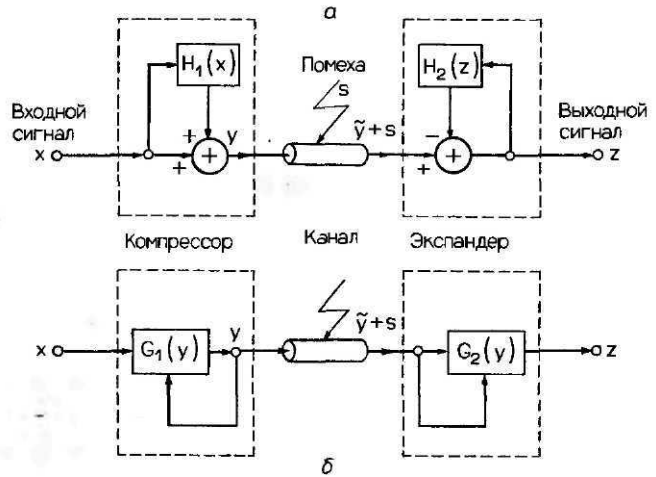 а
H₁(x)
Помеха
s
H₂(z)
Входной
сигнал
x
+
+
+
y
ỹ+s
−
+
+
Выходной
сигнал
z
Компрессор
Канал
Экспандер
x
G₁(y)
y
ỹ+s
G₂(y)
z
б